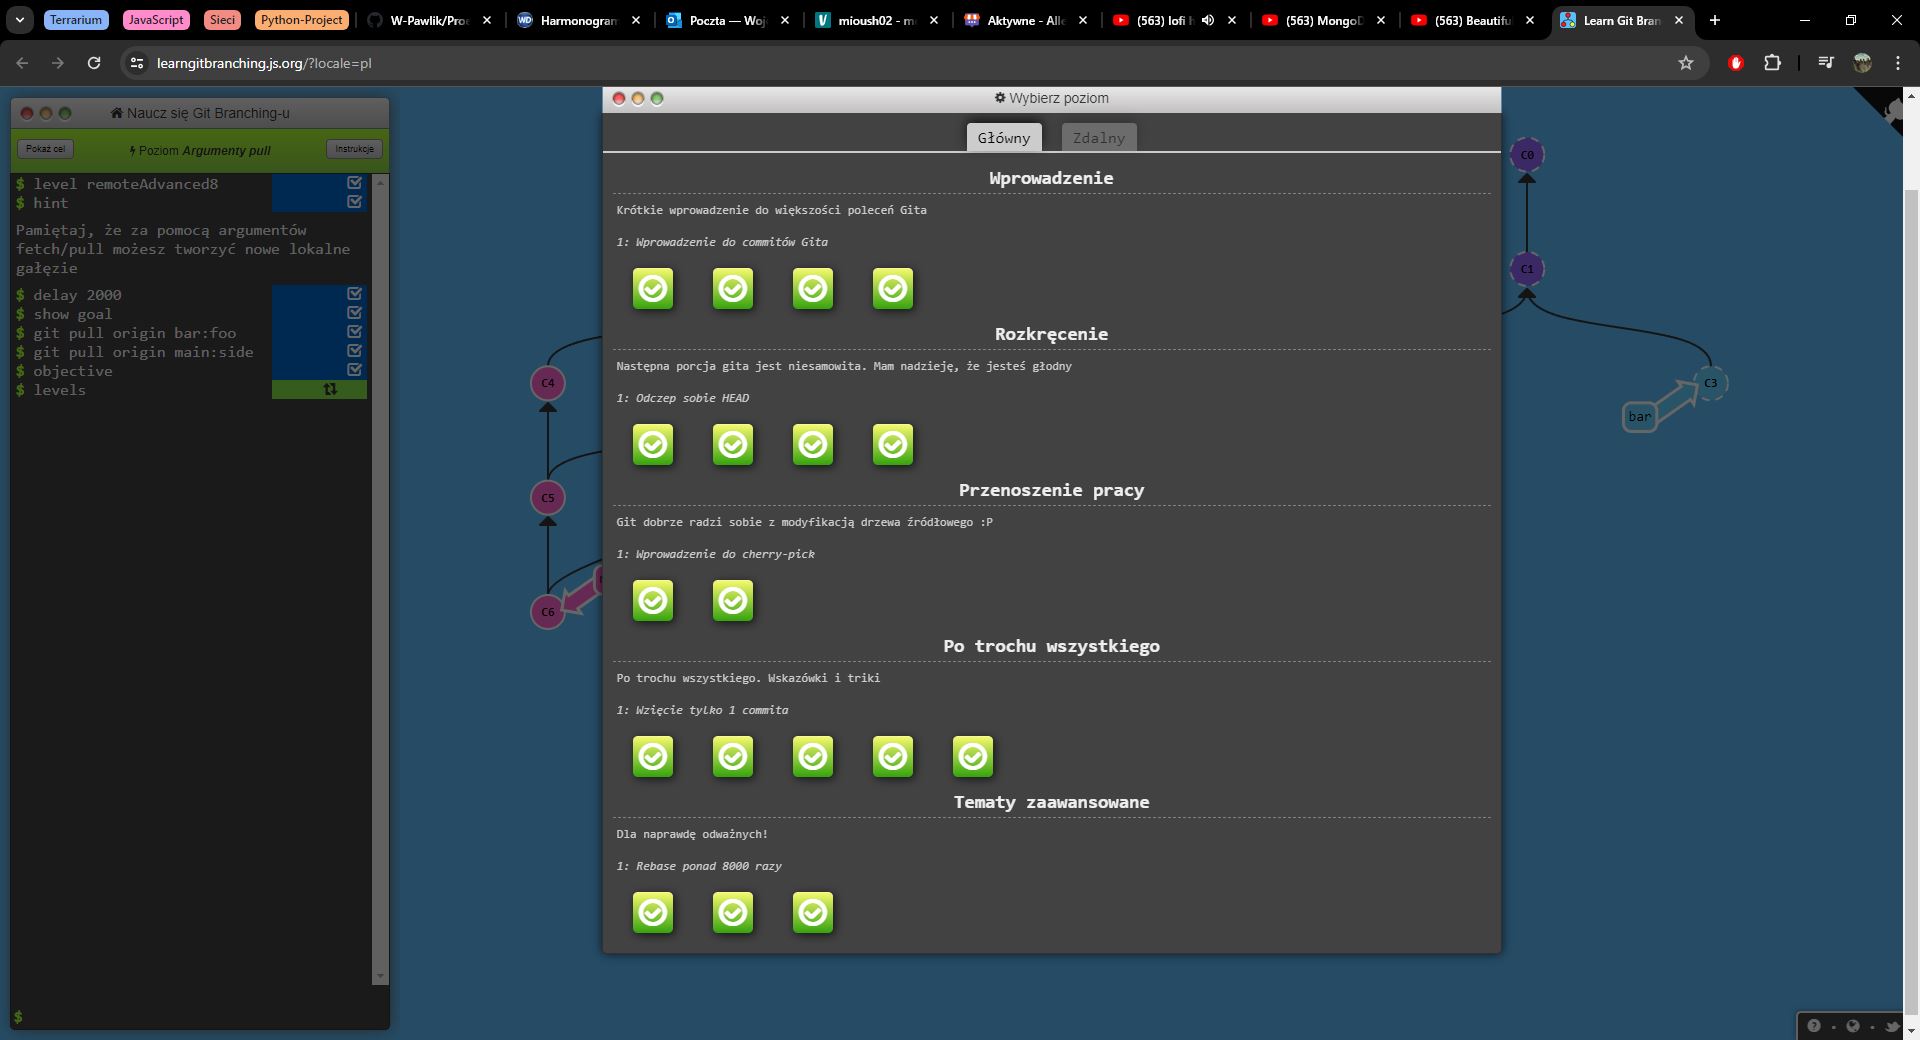 Terrarium
JavaScript
Sieci
Python-Project
W-Pawlik/Proe
Harmonogram
Poczta — Woj
mioush02 - m
Aktywne - Alle
(563) lofi h
(563) MongoD
(563) Beautifu
Learn Git Bran
learngitbranching.js.org/?locale=pl
Naucz się Git Branching-u
Pokaż cel
Poziom Argumenty pull
Instrukcje
$ level remoteAdvanced8
$ hint
Pamiętaj, że za pomocą argumentów
fetch/pull możesz tworzyć nowe lokalne
gałęzie
$ delay 2000
$ show goal
$ git pull origin bar:foo
$ git pull origin main:side
$ objective
$ levels
$
C4
C5
C6
Wybierz poziom
Główny
Zdalny
Wprowadzenie
Krótkie wprowadzenie do większości poleceń Gita
1: Wprowadzenie do commitów Gita
Rozkręcenie
Następna porcja gita jest niesamowita. Mam nadzieję, że jesteś głodny
1: Odczep sobie HEAD
Przenoszenie pracy
Git dobrze radzi sobie z modyfikacją drzewa źródłowego :P
1: Wprowadzenie do cherry-pick
Po trochu wszystkiego
Po trochu wszystkiego. Wskazówki i triki
1: Wzięcie tylko 1 commita
Tematy zaawansowane
Dla naprawdę odważnych!
1: Rebase ponad 8000 razy
C0
C1
C3
bar